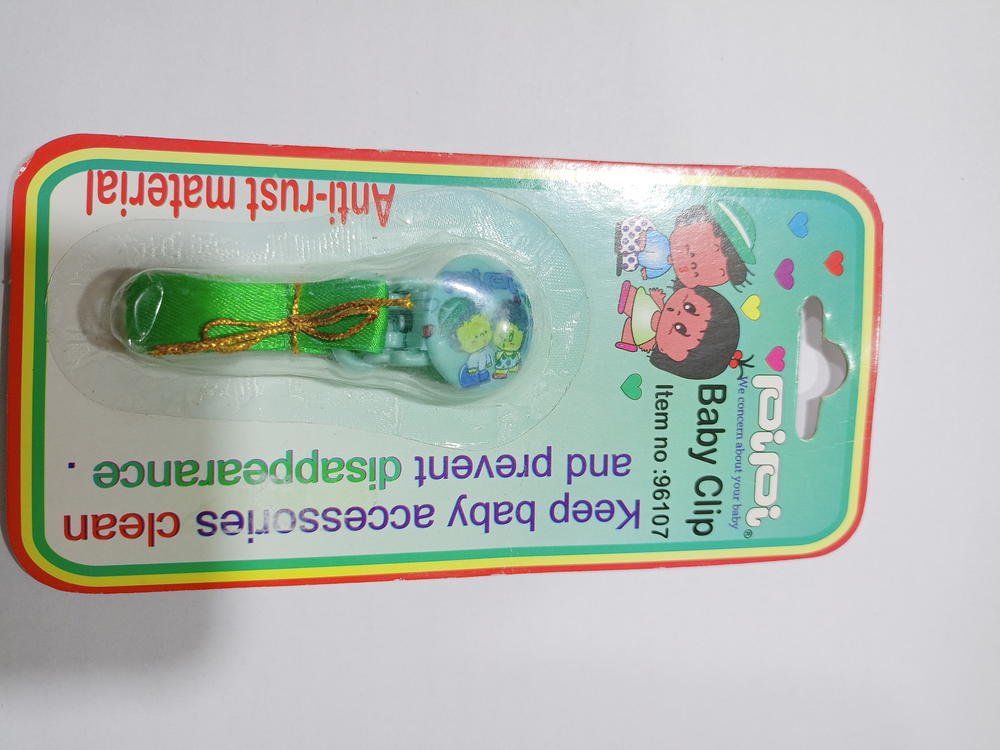 pipi®
We concern about your baby
Baby Clip
Item no :96107
Keep baby accessories clean
and prevent disappearance .
Anti-rust material